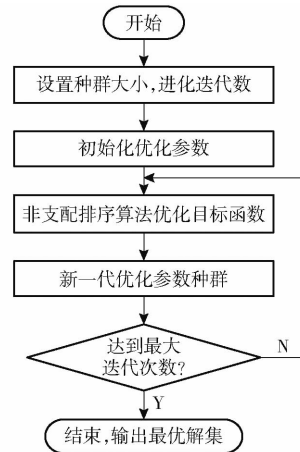 开始
设置种群大小,进化迭代数
初始化优化参数
非支配排序算法优化目标函数
新一代优化参数种群
达到最大
迭代次数?
N
Y
结束,输出最优解集